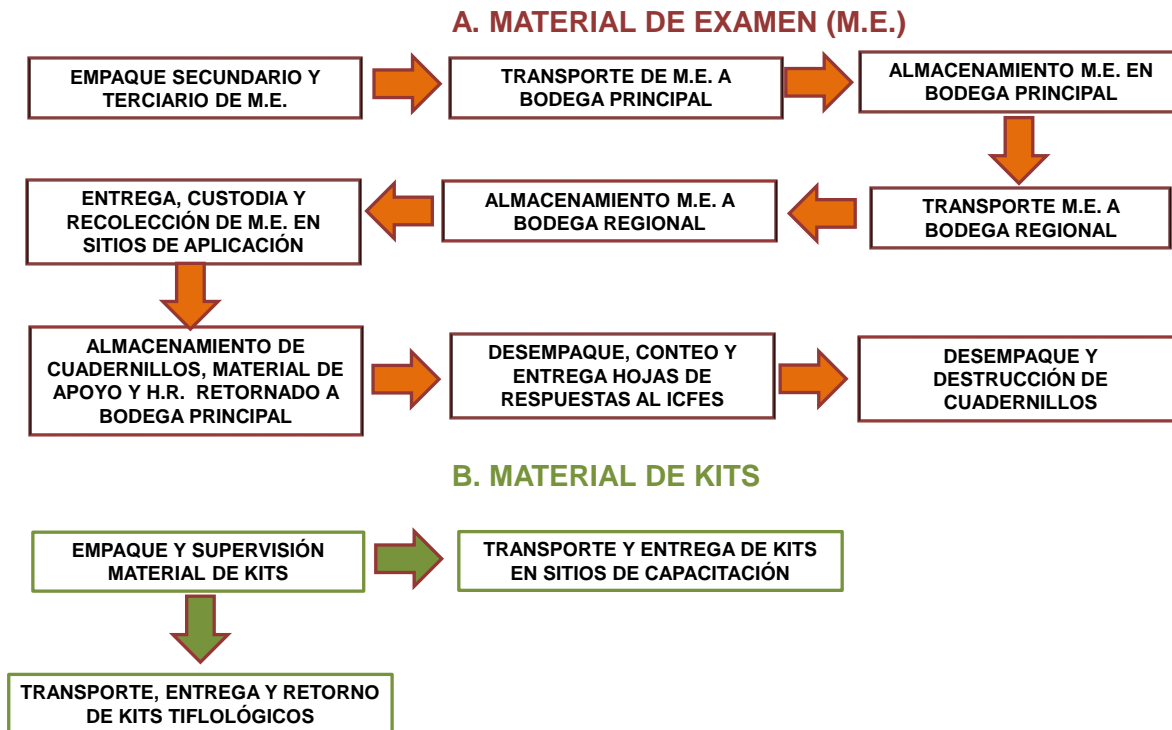 A. MATERIAL DE EXAMEN (M.E.)
EMPAQUE SECUNDARIO Y
TERCIARIO DE M.E.
TRANSPORTE DE M.E. A
BODEGA PRINCIPAL
ALMACENAMIENTO M.E. EN
BODEGA PRINCIPAL
TRANSPORTE M.E. A
BODEGA REGIONAL
ALMACENAMIENTO M.E. A
BODEGA REGIONAL
ENTREGA, CUSTODIA Y
RECOLECCIÓN DE M.E. EN
SITIOS DE APLICACIÓN
ALMACENAMIENTO DE
CUADERNILLOS, MATERIAL DE
APOYO Y H.R. RETORNADO A
BODEGA PRINCIPAL
DESEMPAQUE, CONTEO Y
ENTREGA HOJAS DE
RESPUESTAS AL ICFES
DESEMPAQUE Y
DESTRUCCIÓN DE
CUADERNILLOS
B. MATERIAL DE KITS
EMPAQUE Y SUPERVISIÓN
MATERIAL DE KITS
TRANSPORTE Y ENTREGA DE KITS
EN SITIOS DE CAPACITACIÓN
TRANSPORTE, ENTREGA Y RETORNO
DE KITS TIFLOLÓGICOS